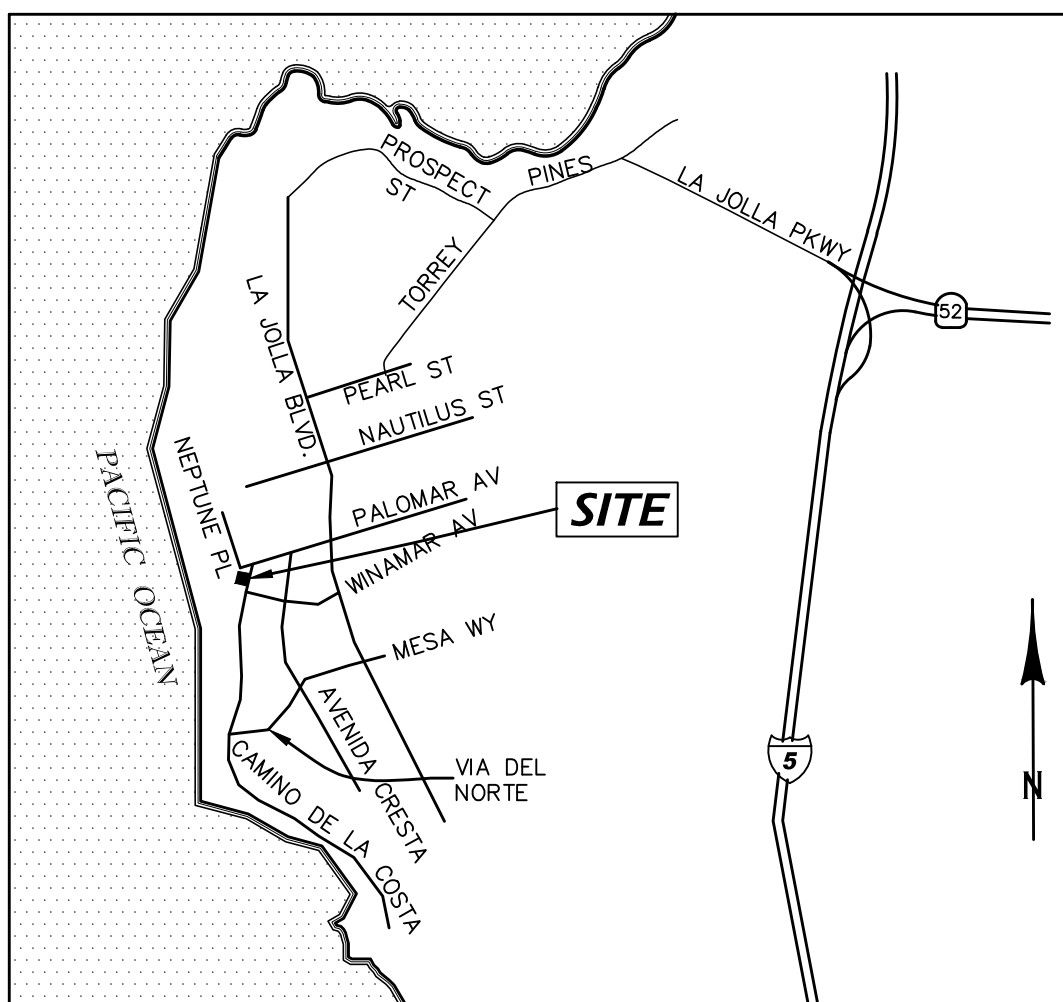 PROSPECT
ST
PINES
LA JOLLA PKWY
TORREY
52
LA JOLLA BLVD.
PEARL ST
NAUTILUS ST
NEPTUNE PL
PALOMAR AV
SITE
WINAMAR AV
PACIFIC OCEAN
MESA WY
AVENIDA CRESTA
CAMINO DE LA COSTA
VIA DEL
NORTE
5
N